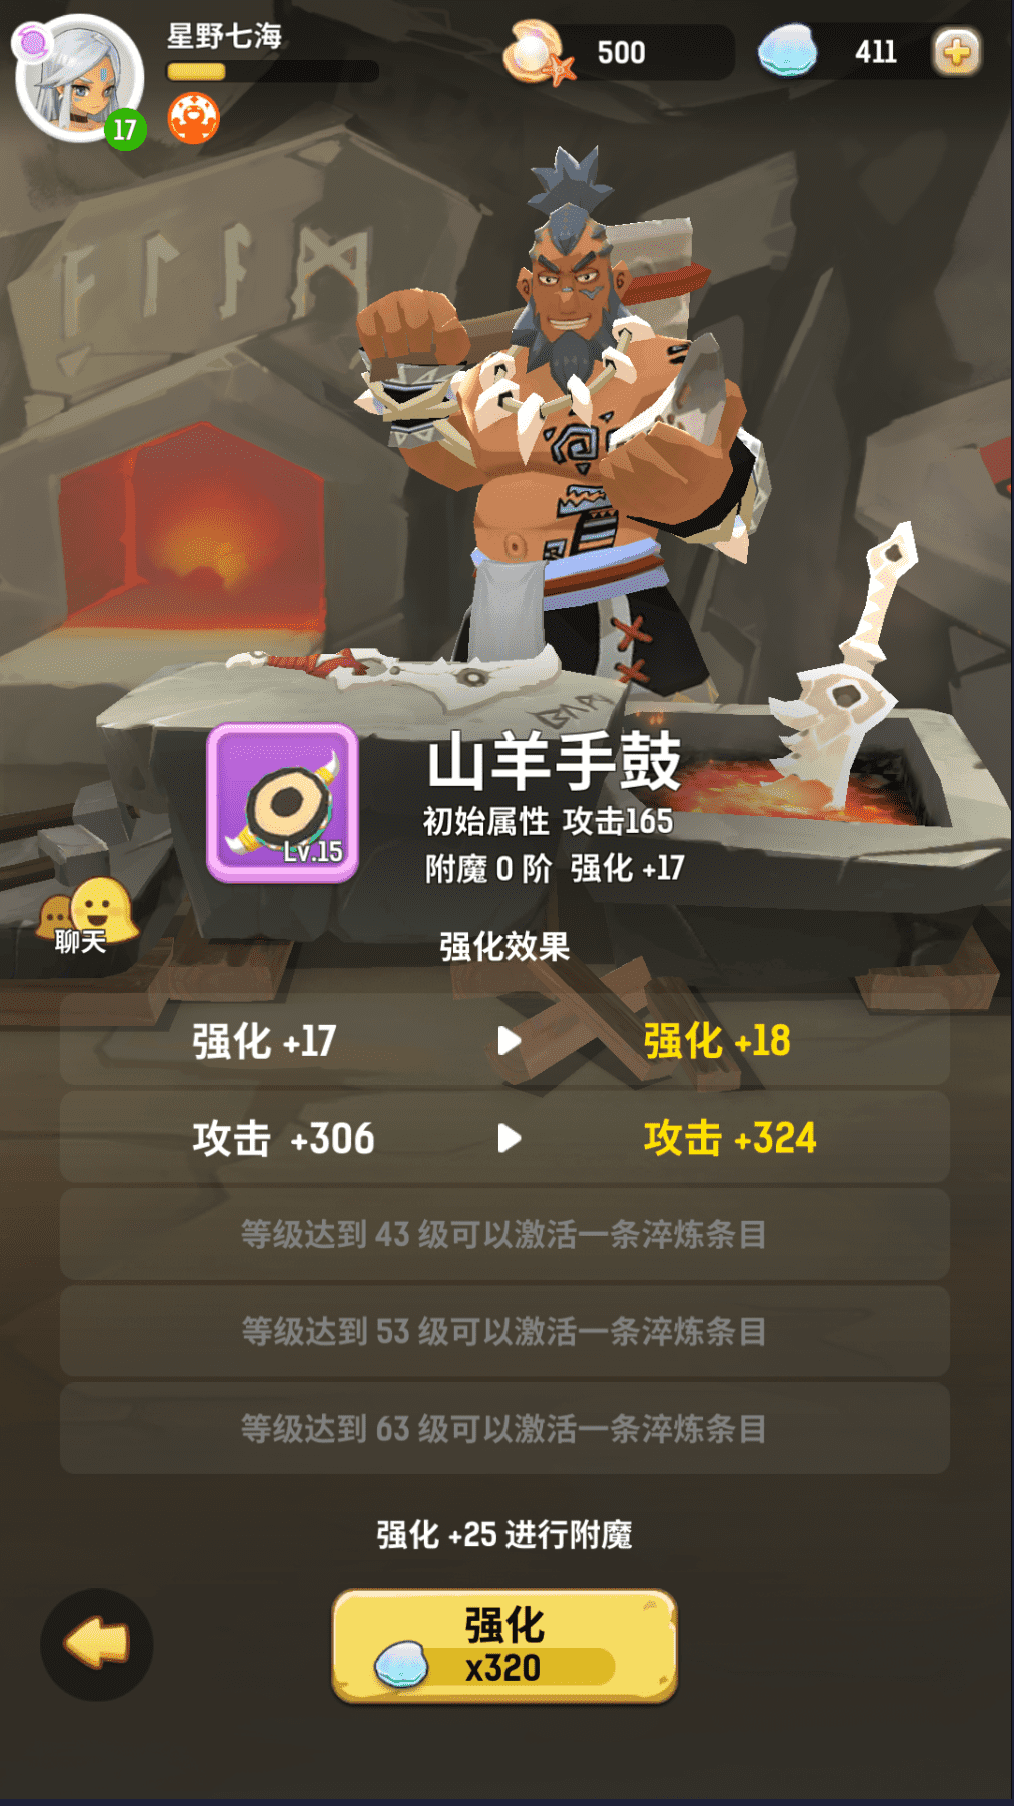 星野七海
500
411
17
山羊手鼓
初始属性 攻击165
Lv.15
附魔 0 阶 强化 +17
聊天
强化效果
强化 +17
强化 +18
攻击 +306
攻击 +324
等级达到 43 级可以激活一条淬炼条目
等级达到 53 级可以激活一条淬炼条目
等级达到 63 级可以激活一条淬炼条目
强化 +25 进行附魔
强化
x320